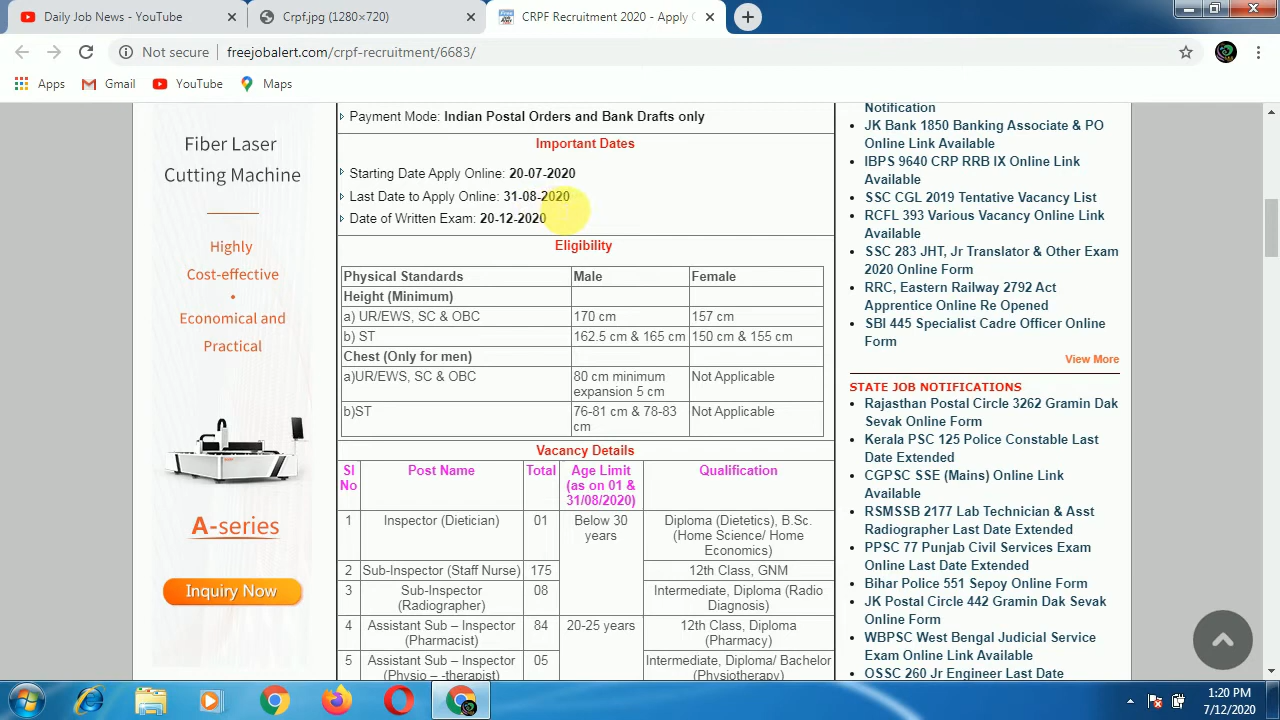 Daily Job News - YouTube
Crpf.jpg (1280×720)
CRPF Recruitment 2020 - Apply O
Not secure
freejobalert.com/crpf-recruitment/6683/
Apps
Gmail
YouTube
Maps
Fiber Laser
Cutting Machine
Highly
Cost-effective
•
Economical and
Practical
A-series
Inquiry Now
Payment Mode: Indian Postal Orders and Bank Drafts only
Important Dates
Starting Date Apply Online: 20-07-2020
Last Date to Apply Online: 31-08-2020
Date of Written Exam: 20-12-2020
Eligibility
Physical Standards Male Female
Height (Minimum)
a) UR/EWS, SC & OBC 170 cm 157 cm
b) ST 162.5 cm & 165 cm 150 cm & 155 cm
Chest (Only for men)
a)UR/EWS, SC & OBC 80 cm minimum Not Applicable
expansion 5 cm
b)ST 76-81 cm & 78-83 Not Applicable
cm
Vacancy Details
Sl Post Name Total Age Limit Qualification
No (as on 01 &
31/08/2020)
1 Inspector (Dietician) 01 Below 30 Diploma (Dietetics), B.Sc.
years (Home Science/ Home
Economics)
2 Sub-Inspector (Staff Nurse) 175 12th Class, GNM
3 Sub-Inspector 08 Intermediate, Diploma (Radio
(Radiographer) Diagnosis)
4 Assistant Sub – Inspector 84 20-25 years 12th Class, Diploma
(Pharmacist) (Pharmacy)
5 Assistant Sub – Inspector 05 Intermediate, Diploma/ Bachelor
(Physio – -therapist) (Physiotherapy)
Notification
• JK Bank 1850 Banking Associate & PO
Online Link Available
• IBPS 9640 CRP RRB IX Online Link
Available
• SSC CGL 2019 Tentative Vacancy List
• RCFL 393 Various Vacancy Online Link
Available
• SSC 283 JHT, Jr Translator & Other Exam
2020 Online Form
• RRC, Eastern Railway 2792 Act
Apprentice Online Re Opened
• SBI 445 Specialist Cadre Officer Online
Form
View More
STATE JOB NOTIFICATIONS
• Rajasthan Postal Circle 3262 Gramin Dak
Sevak Online Form
• Kerala PSC 125 Police Constable Last
Date Extended
• CGPSC SSE (Mains) Online Link
Available
• RSMSSB 2177 Lab Technician & Asst
Radiographer Last Date Extended
• PPSC 77 Punjab Civil Services Exam
Online Last Date Extended
• Bihar Police 551 Sepoy Online Form
• JK Postal Circle 442 Gramin Dak Sevak
Online Form
• WBPSC West Bengal Judicial Service
Exam Online Link Available
• OSSC 260 Jr Engineer Last Date
1:20 PM
7/12/2020